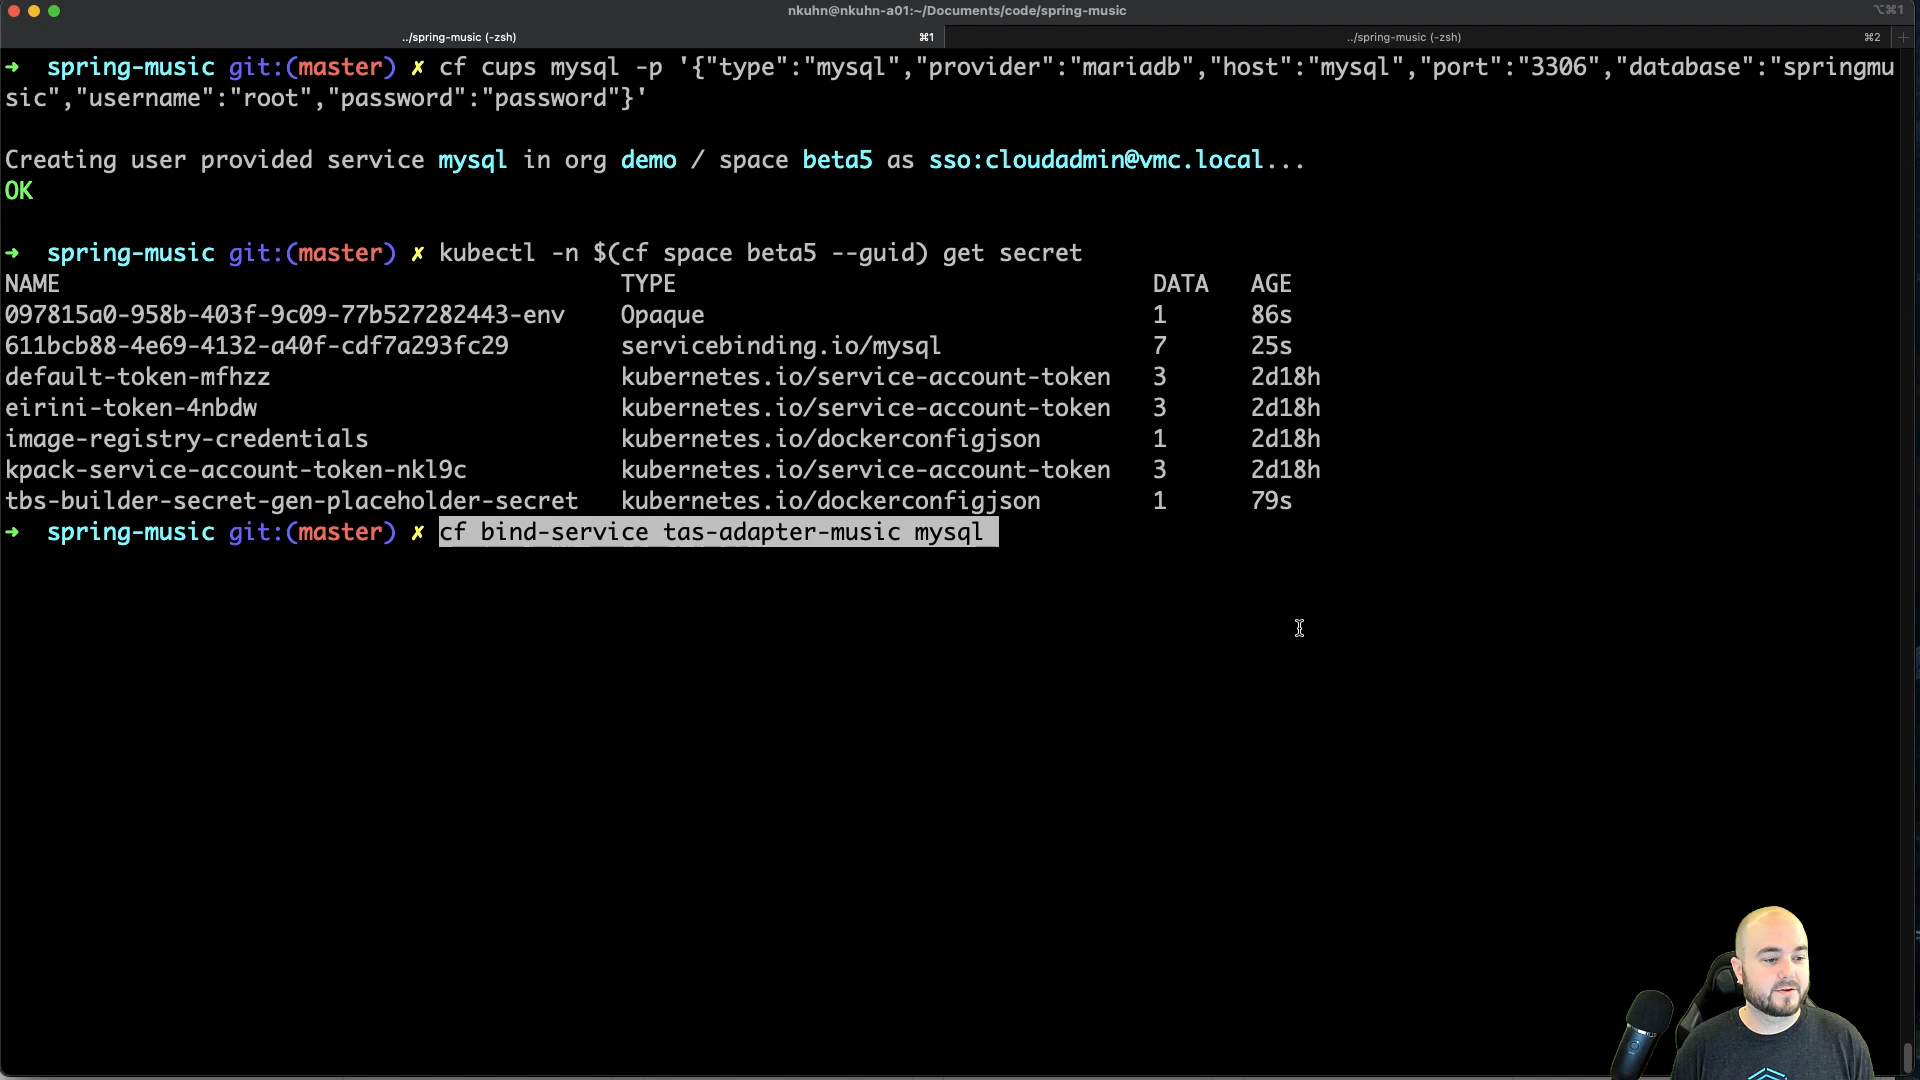 nkuhn@nkuhn-a01:~/Documents/code/spring-music
⌥⌘1
../spring-music (-zsh)
⌘1
../spring-music (-zsh)
⌘2
+
➜ spring-music git:(master) ✗ cf cups mysql -p '{"type":"mysql","provider":"mariadb","host":"mysql","port":"3306","database":"springmu
sic","username":"root","password":"password"}'
Creating user provided service mysql in org demo / space beta5 as sso:cloudadmin@vmc.local...
OK
➜ spring-music git:(master) ✗ kubectl -n $(cf space beta5 --guid) get secret
NAME TYPE DATA AGE
097815a0-958b-403f-9c09-77b527282443-env Opaque 1 86s
611bcb88-4e69-4132-a40f-cdf7a293fc29 servicebinding.io/mysql 7 25s
default-token-mfhzz kubernetes.io/service-account-token 3 2d18h
eirini-token-4nbdw kubernetes.io/service-account-token 3 2d18h
image-registry-credentials kubernetes.io/dockerconfigjson 1 2d18h
kpack-service-account-token-nkl9c kubernetes.io/service-account-token 3 2d18h
tbs-builder-secret-gen-placeholder-secret kubernetes.io/dockerconfigjson 1 79s
➜ spring-music git:(master) ✗ cf bind-service tas-adapter-music mysql